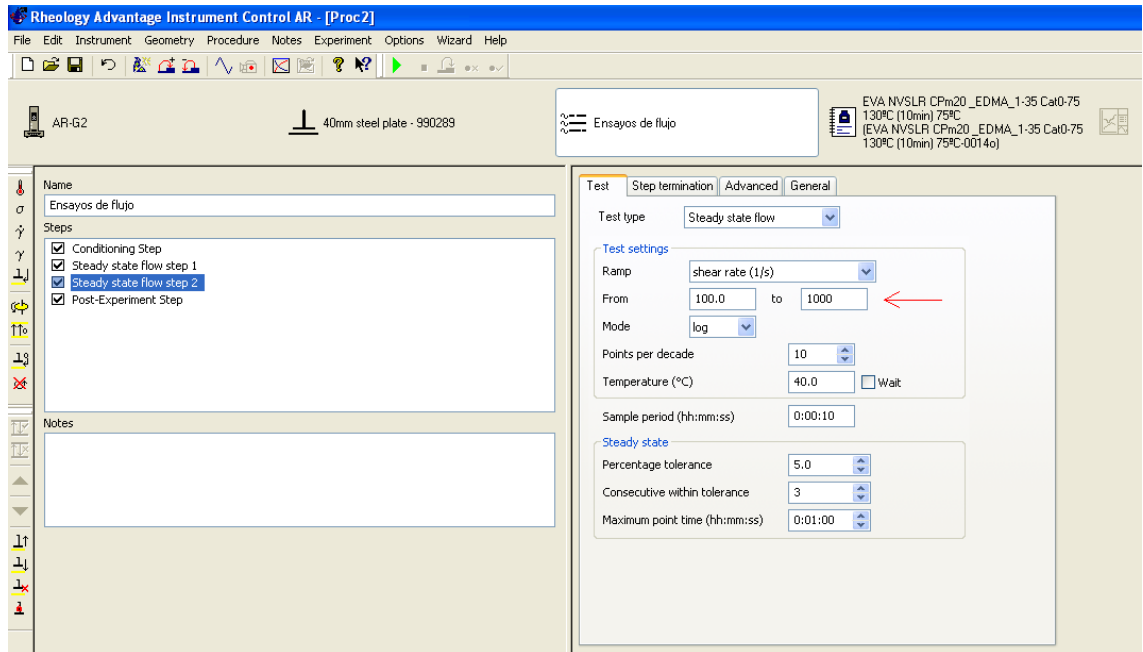 Rheology Advantage Instrument Control AR - [Proc2]
File Edit Instrument Geometry Procedure Notes Experiment Options Wizard Help
AR-G2
40mm steel plate - 990289
Ensayos de flujo
EVA NVSLR CPm20 _EDMA_1-35 Cat0-75
130ºC (10min) 75ºC
(EVA NVSLR CPm20 _EDMA_1-35 Cat0-75
130ºC (10min) 75ºC-0014o)
Name
Ensayos de flujo
Steps
Conditioning Step
Steady state flow step 1
Steady state flow step 2
Post-Experiment Step
Notes
Test Step termination Advanced General
Test type Steady state flow
Test settings
Ramp shear rate (1/s)
From 100.0 to 1000
Mode log
Points per decade 10
Temperature (°C) 40.0 Wait
Sample period (hh:mm:ss) 0:00:10
Steady state
Percentage tolerance 5.0
Consecutive within tolerance 3
Maximum point time (hh:mm:ss) 0:01:00